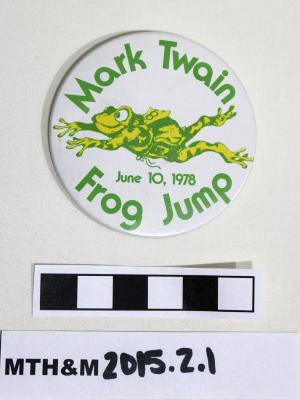 Mark Twain
June 10, 1978
Frog Jump
MTH&M 2015.2.1